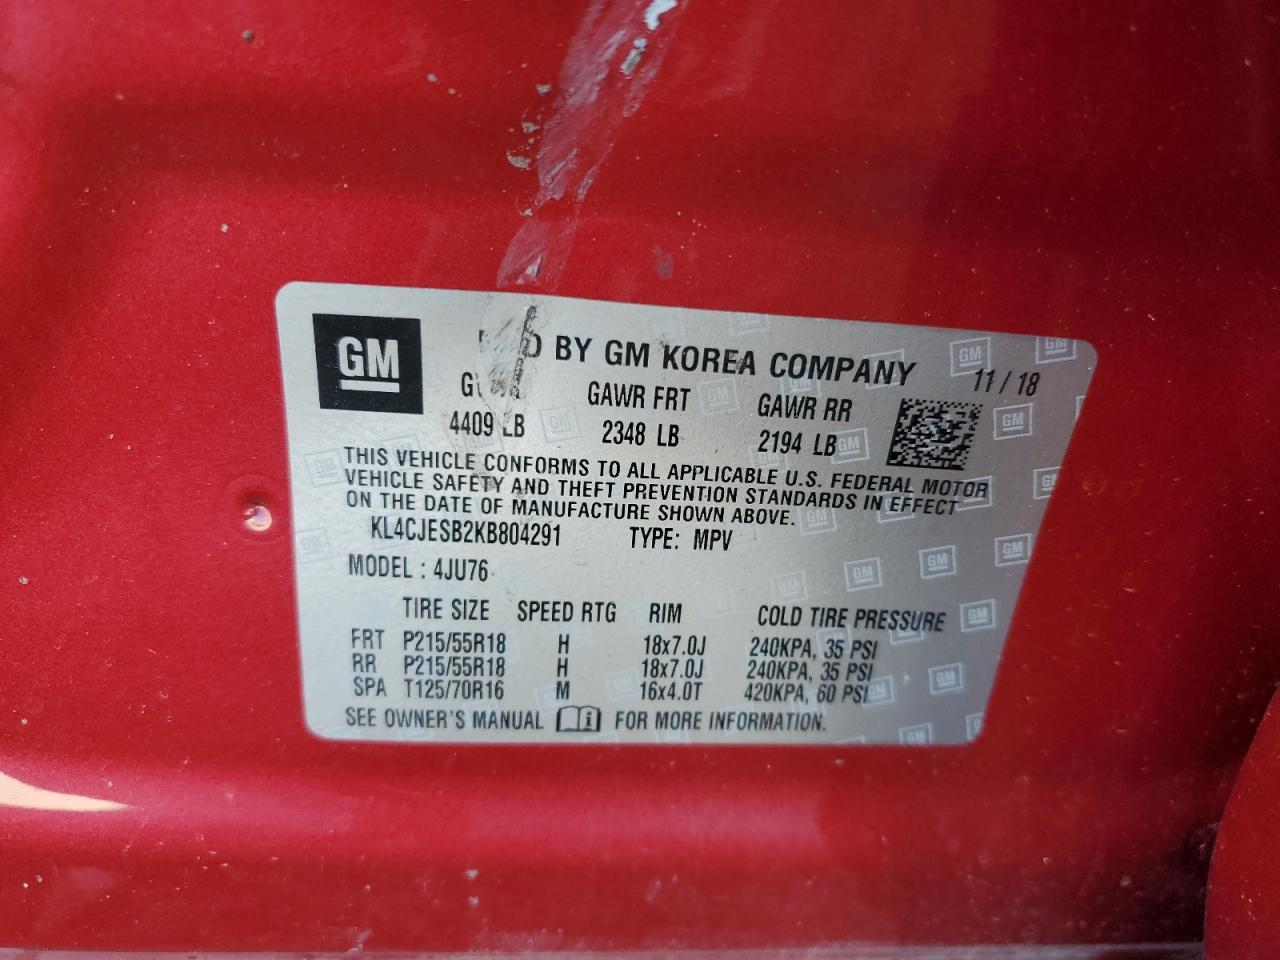 GM
BY GM KOREA COMPANY 11 / 18
GAWR FRT GAWR RR
4409 LB 2348 LB 2194 LB
THIS VEHICLE CONFORMS TO ALL APPLICABLE U.S. FEDERAL MOTOR
VEHICLE SAFETY AND THEFT PREVENTION STANDARDS IN EFFECT
ON THE DATE OF MANUFACTURE SHOWN ABOVE.
KL4CJESB2KB804291 TYPE: MPV
MODEL : 4JU76
TIRE SIZE SPEED RTG RIM COLD TIRE PRESSURE
FRT P215/55R18 H 18x7.0J 240KPA, 35 PSI
RR P215/55R18 H 18x7.0J 240KPA, 35 PSI
SPA T125/70R16 M 16x4.0T 420KPA, 60 PSI
SEE OWNER'S MANUAL FOR MORE INFORMATION.